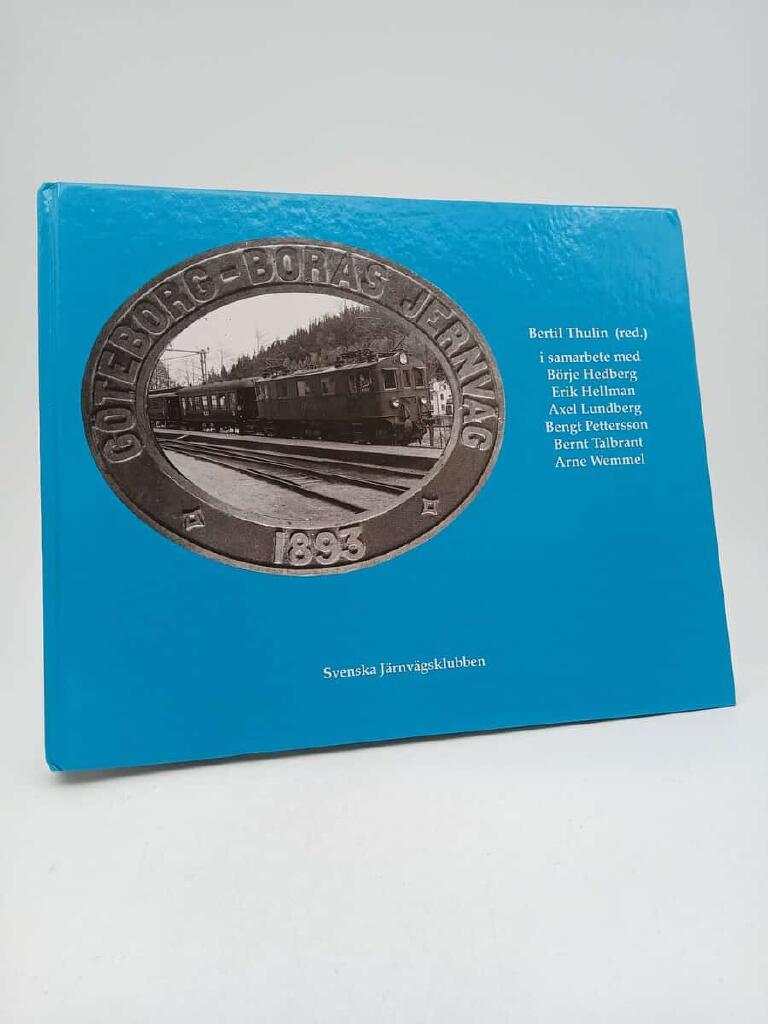 GÖTEBORG-BORÅS JERNVÄG
1893
Bertil Thulin (red.)
i samarbete med
Börje Hedberg
Erik Hellman
Axel Lundberg
Bengt Pettersson
Bernt Talbrant
Arne Wemmel
Svenska Järnvägsklubben